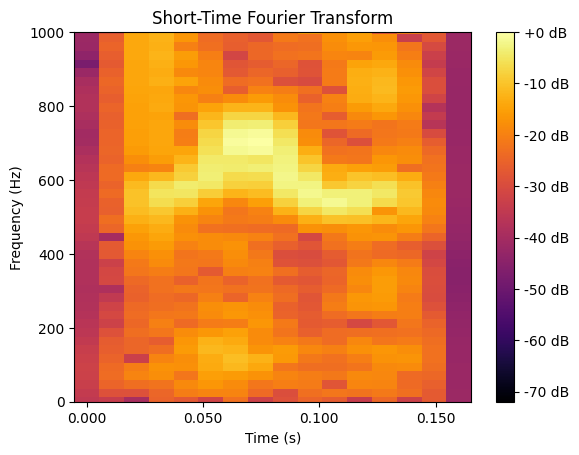 Short-Time Fourier Transform
1000
800
600
400
200
0
Frequency (Hz)
0.000
0.050
0.100
0.150
Time (s)
+0 dB
-10 dB
-20 dB
-30 dB
-40 dB
-50 dB
-60 dB
-70 dB